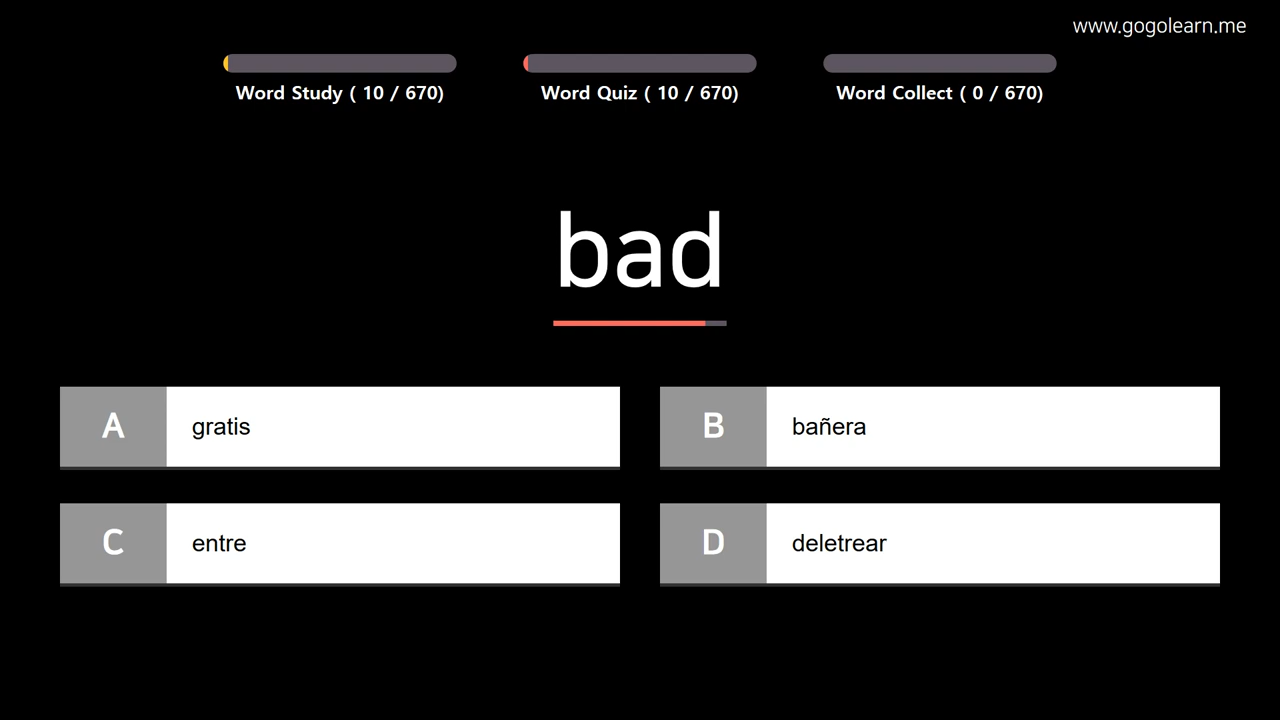 www.gogolearn.me
Word Study ( 10 / 670)
Word Quiz ( 10 / 670)
Word Collect ( 0 / 670)
bad
A gratis
B bañera
C entre
D deletrear